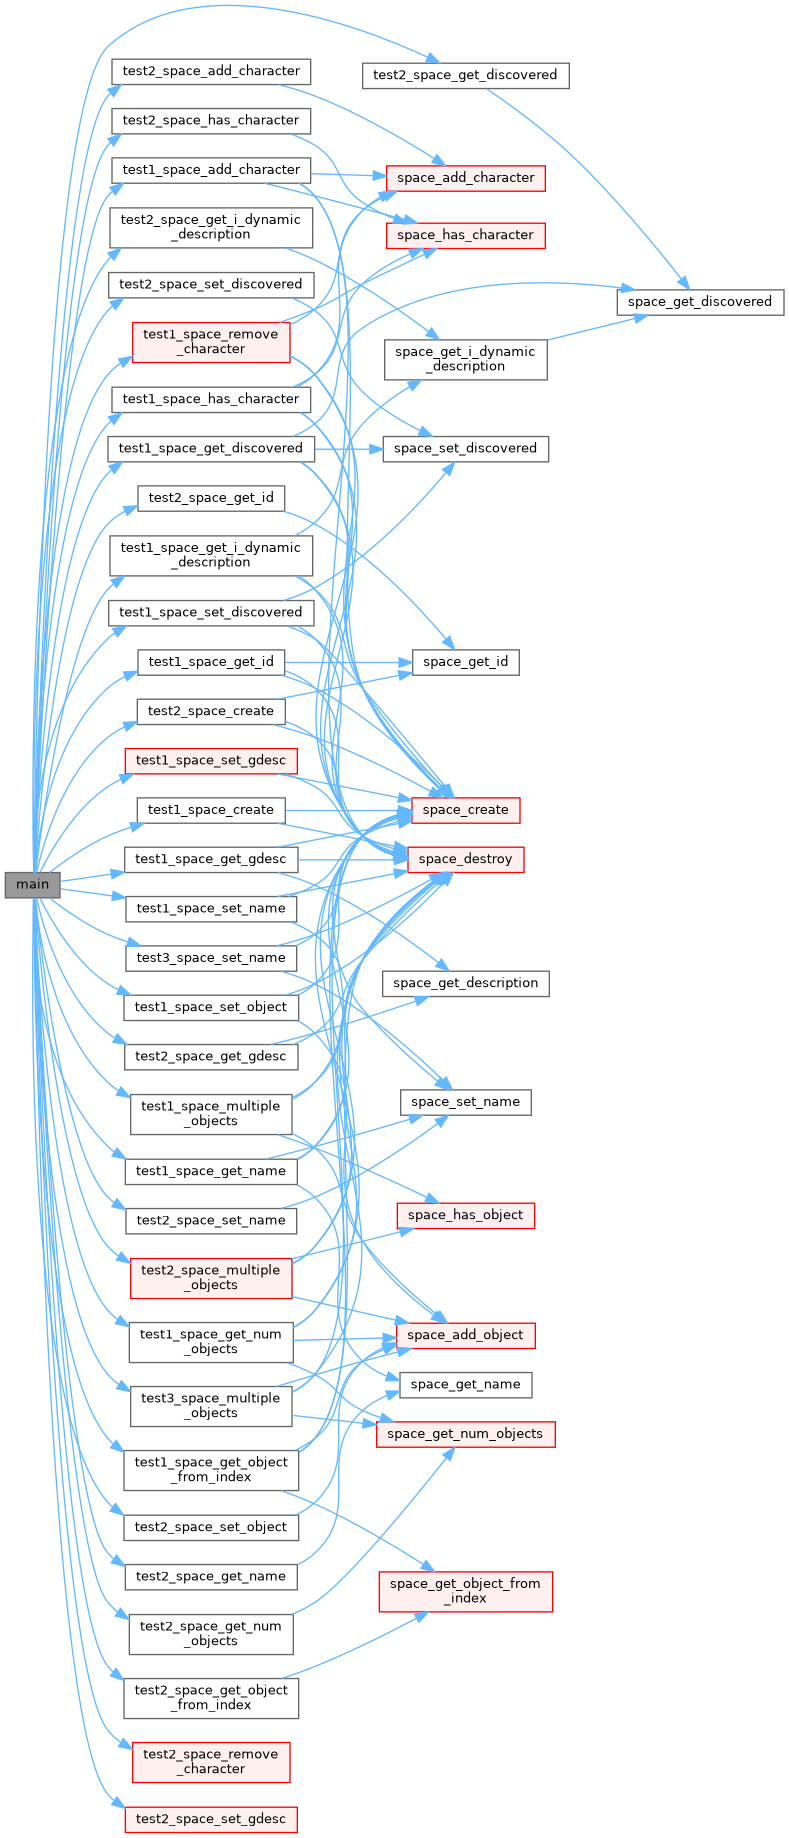 main
test2_space_add_character
test2_space_has_character
test1_space_add_character
test2_space_get_i_dynamic
_description
test2_space_set_discovered
test1_space_remove
_character
test1_space_has_character
test1_space_get_discovered
test2_space_get_id
test1_space_get_i_dynamic
_description
test1_space_set_discovered
test1_space_get_id
test2_space_create
test1_space_set_gdesc
test1_space_create
test1_space_get_gdesc
test1_space_set_name
test3_space_set_name
test1_space_set_object
test2_space_get_gdesc
test1_space_multiple
_objects
test1_space_get_name
test2_space_set_name
test2_space_multiple
_objects
test1_space_get_num
_objects
test3_space_multiple
_objects
test1_space_get_object
_from_index
test2_space_set_object
test2_space_get_name
test2_space_get_num
_objects
test2_space_get_object
_from_index
test2_space_remove
_character
test2_space_set_gdesc
test2_space_get_discovered
space_add_character
space_has_character
space_get_i_dynamic
_description
space_set_discovered
space_get_id
space_create
space_destroy
space_get_description
space_set_name
space_has_object
space_add_object
space_get_name
space_get_num_objects
space_get_object_from
_index
space_get_discovered